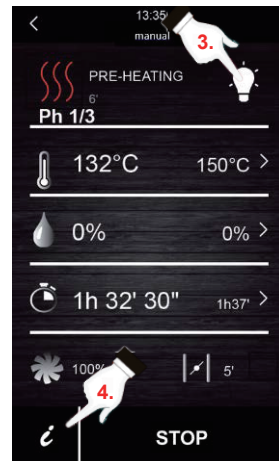 13:35
manual
3.
PRE-HEATING
6'
Ph 1/3
132°C 150°C >
0% 0% >
1h 32' 30" 1h37' >
100% 5'
4.
i STOP